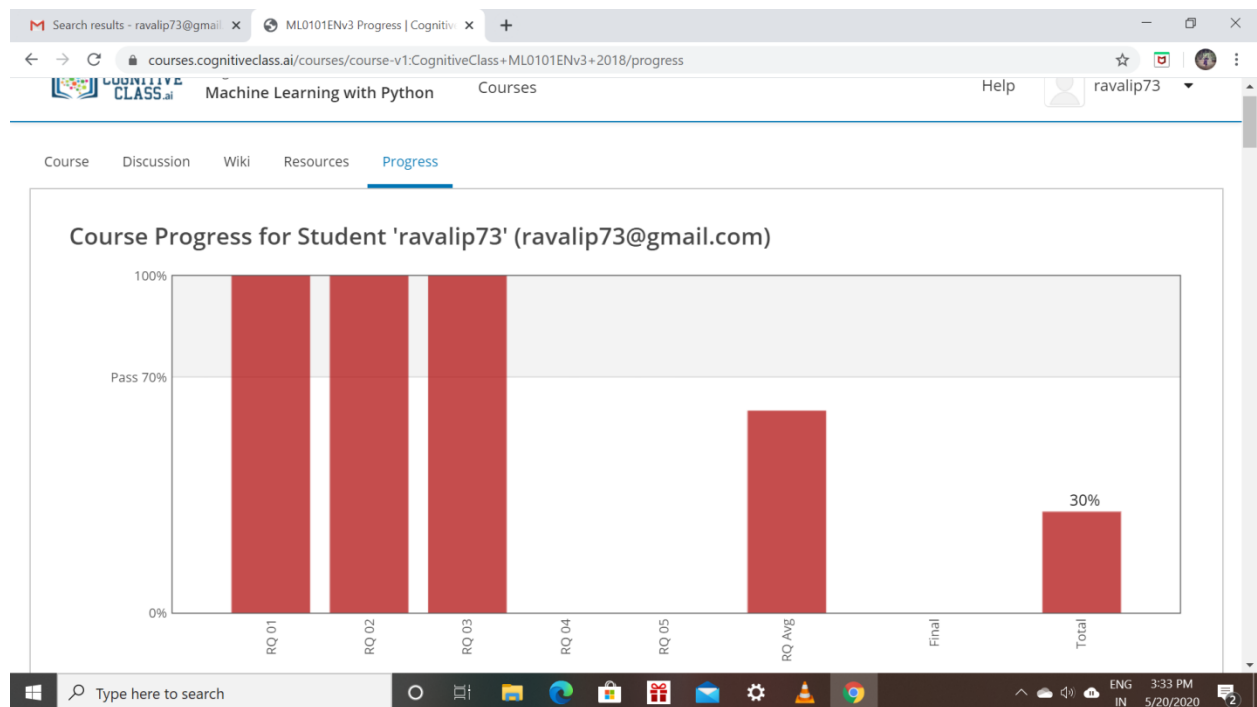 Search results - ravalip73@gmail
ML0101ENv3 Progress | Cognitiv
courses.cognitiveclass.ai/courses/course-v1:CognitiveClass+ML0101ENv3+2018/progress
COGNITIVE
CLASS.ai
Machine Learning with Python
Courses
Help
ravalip73
Course Discussion Wiki Resources Progress
Course Progress for Student 'ravalip73' (ravalip73@gmail.com)
100%
Pass 70%
30%
0%
RQ 01
RQ 02
RQ 03
RQ 04
RQ 05
RQ Avg
Final
Total
Type here to search
ENG
IN
3:33 PM
5/20/2020
2